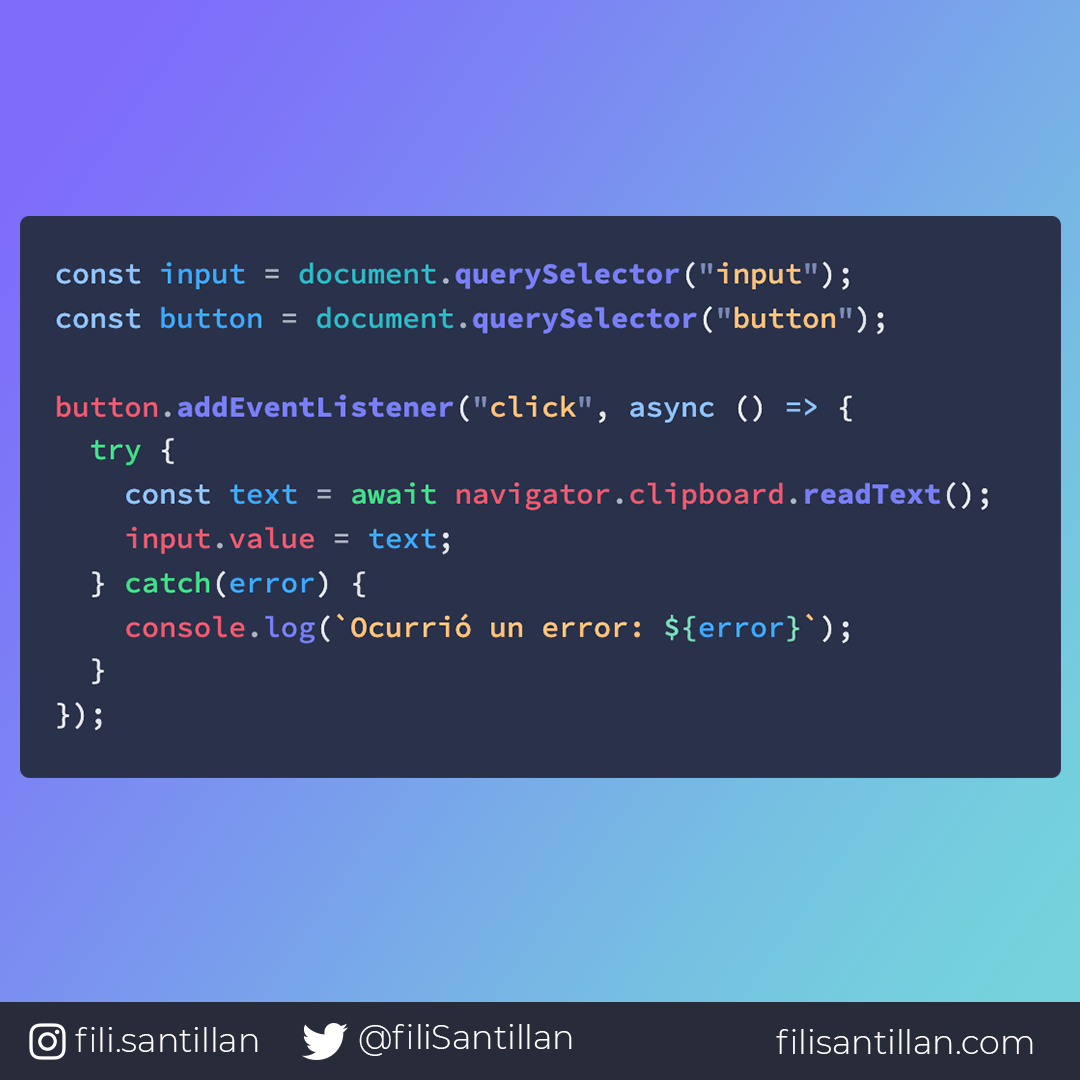 const input = document.querySelector("input");
const button = document.querySelector("button");

button.addEventListener("click", async () => {
  try {
    const text = await navigator.clipboard.readText();
    input.value = text;
  } catch(error) {
    console.log(`Ocurrió un error: ${error}`);
  }
});
fili.santillan @filiSantillan filisantillan.com